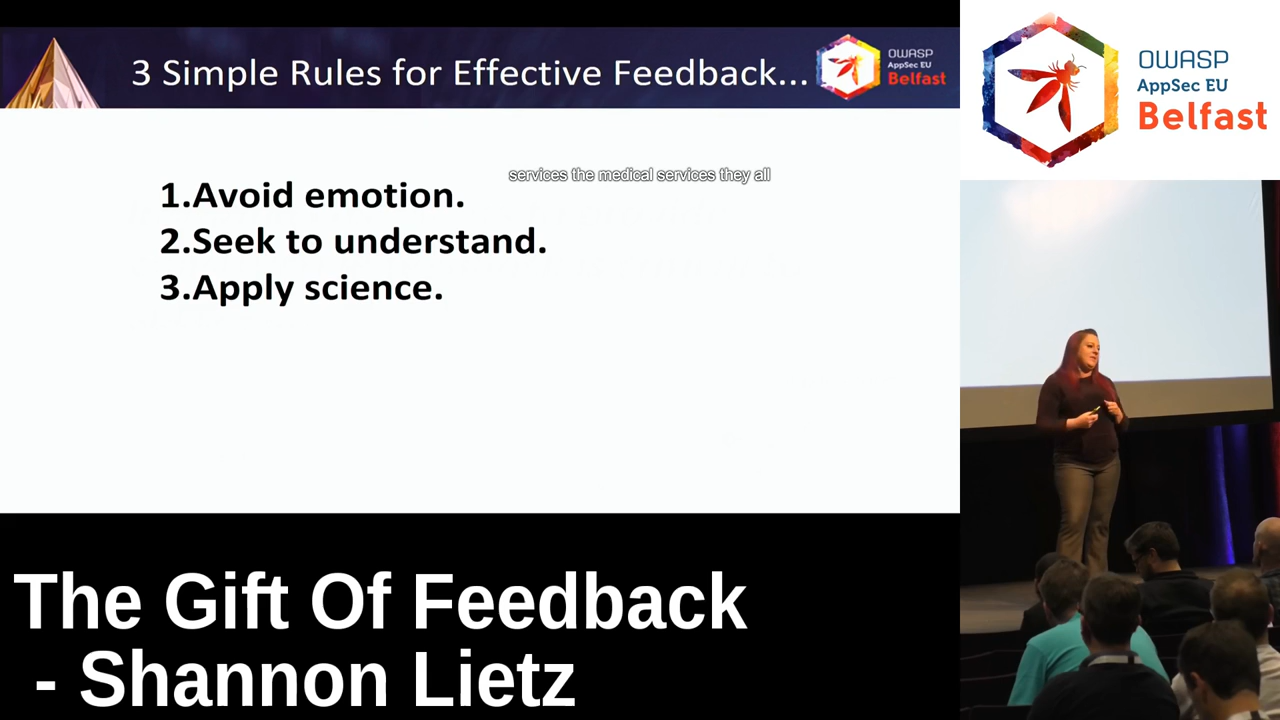 3 Simple Rules for Effective Feedback...
OWASP
AppSec EU
Belfast
services the medical services they all
1.Avoid emotion.
2.Seek to understand.
3.Apply science.
The Gift Of Feedback
- Shannon Lietz
OWASP
AppSec EU
Belfast